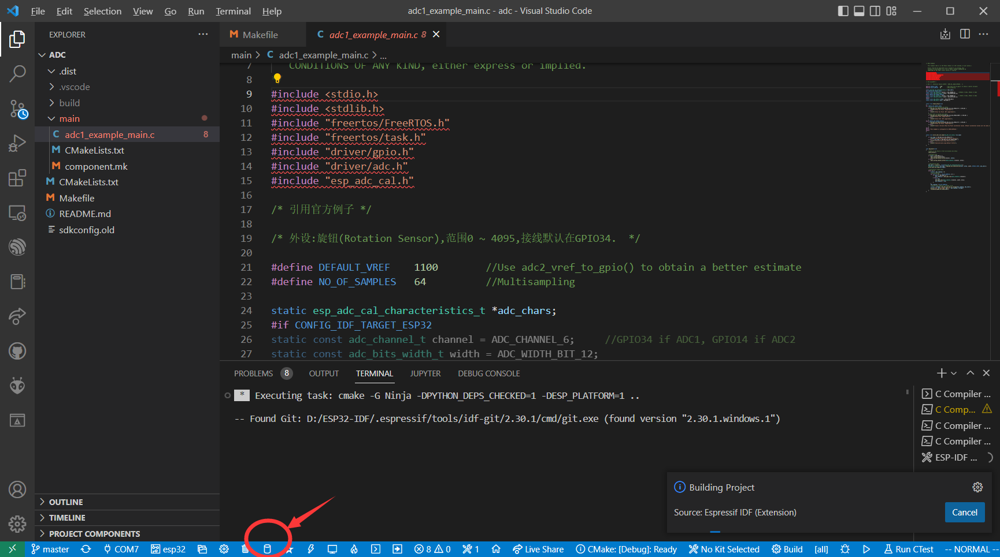 File Edit Selection View Go Run Terminal Help
adc1_example_main.c - adc - Visual Studio Code
EXPLORER
ADC
.dist
.vscode
build
main
adc1_example_main.c 8
CMakeLists.txt
component.mk
CMakeLists.txt
Makefile
README.md
sdkconfig.old
OUTLINE
TIMELINE
PROJECT COMPONENTS
Makefile
adc1_example_main.c 8
main > C adc1_example_main.c > ...
7 CONDITIONS OF ANY KIND, either express or implied.
8
9 #include <stdio.h>
10 #include <stdlib.h>
11 #include "freertos/FreeRTOS.h"
12 #include "freertos/task.h"
13 #include "driver/gpio.h"
14 #include "driver/adc.h"
15 #include "esp_adc_cal.h"
16
17 /* 引用官方例子 */
18
19 /* 外设:旋钮(Rotation Sensor),范围0 ~ 4095,接线默认在GPIO34. */
20
21 #define DEFAULT_VREF 1100 //Use adc2_vref_to_gpio() to obtain a better estimate
22 #define NO_OF_SAMPLES 64 //Multisampling
23
24 static esp_adc_cal_characteristics_t *adc_chars;
25 #if CONFIG_IDF_TARGET_ESP32
26 static const adc_channel_t channel = ADC_CHANNEL_6; //GPIO34 if ADC1, GPIO14 if ADC2
27 static const adc_bits_width_t width = ADC_WIDTH_BIT_12;
PROBLEMS 8 OUTPUT TERMINAL JUPYTER DEBUG CONSOLE
* Executing task: cmake -G Ninja -DPYTHON_DEPS_CHECKED=1 -DESP_PLATFORM=1 ..
-- Found Git: D:/ESP32-IDF/.espressif/tools/idf-git/2.30.1/cmd/git.exe (found version "2.30.1.windows.1")
C Compiler ...
C Comp...
C Compiler ...
C Compiler ...
ESP-IDF ...
Building Project
Source: Espressif IDF (Extension)
Cancel
master COM7 esp32 8 0 1 Live Share CMake: [Debug]: Ready No Kit Selected Build [all] Run CTest -- NORMAL --